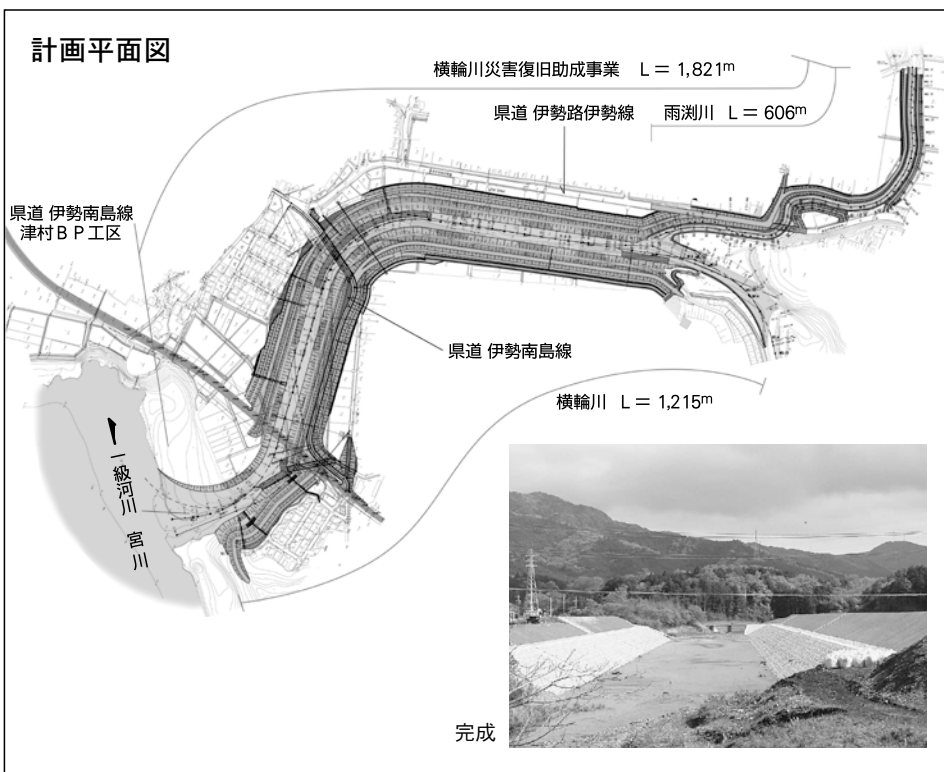 計画平面図
横輪川災害復旧助成事業 L＝1,821m
県道 伊勢路伊勢線
雨渕川 L＝606m
県道 伊勢南島線
津村ＢＰ工区
県道 伊勢南島線
横輪川 L＝1,215m
一級河川 宮川
完成